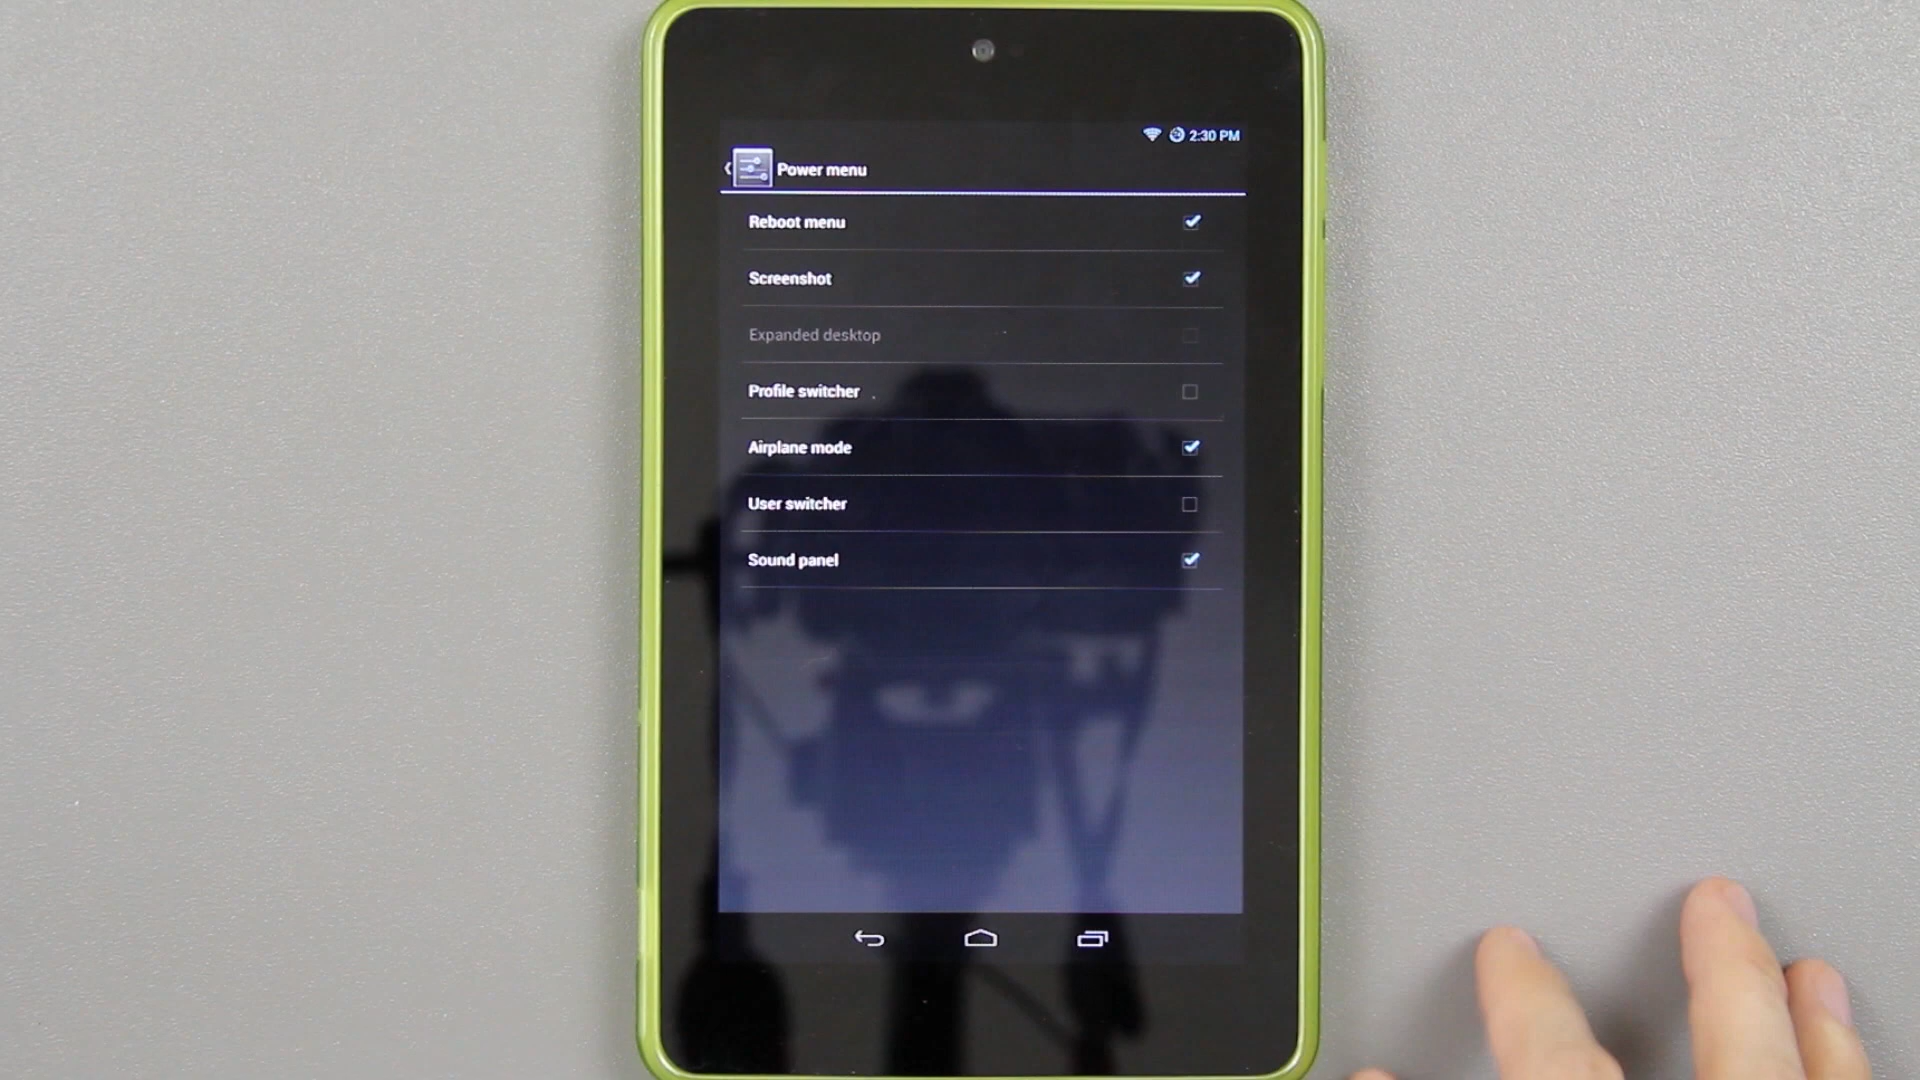 2:30 PM
Power menu
Reboot menu
Screenshot
Expanded desktop
Profile switcher
Airplane mode
User switcher
Sound panel